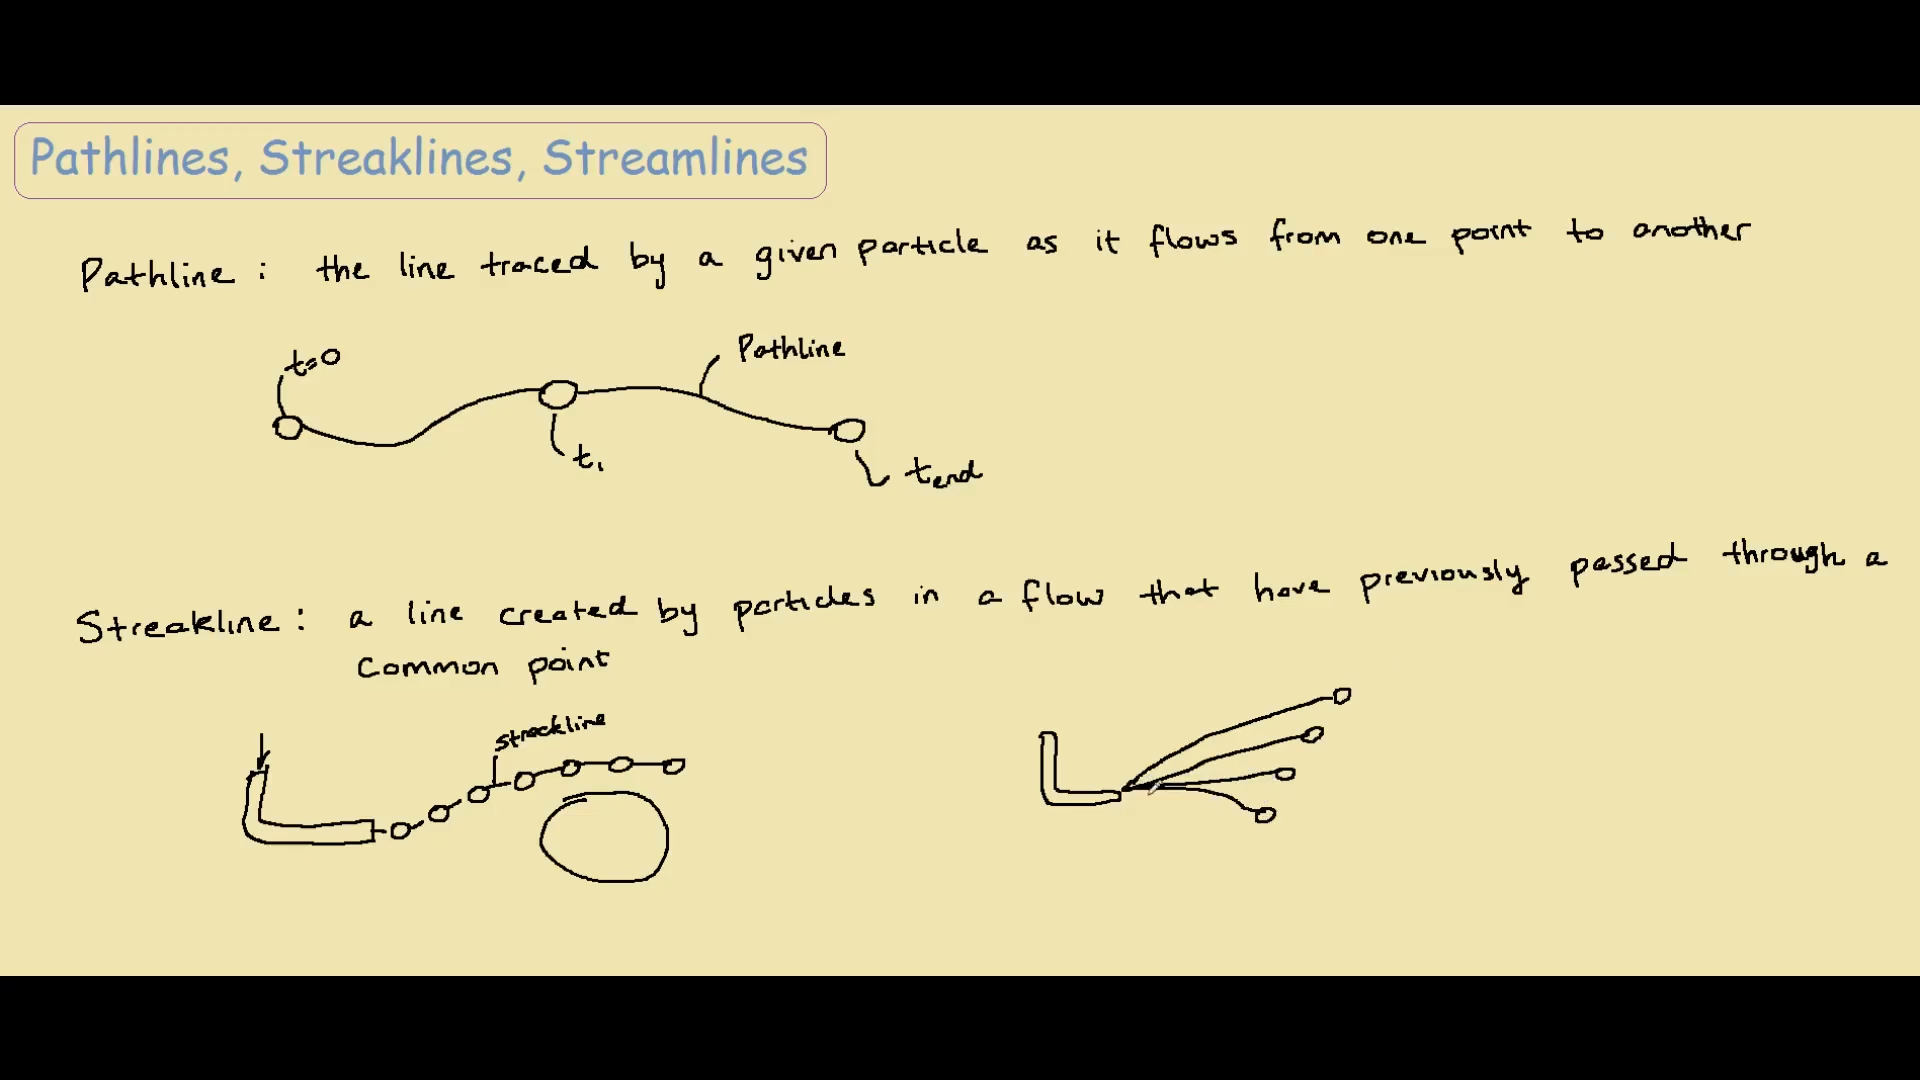 Pathlines, Streaklines, Streamlines
Pathline : the line traced by a given particle as it flows from one point to another
t=0
Pathline
t1
tend
Streakline : a line created by particles in a flow that have previously passed through a
Common point
streakline